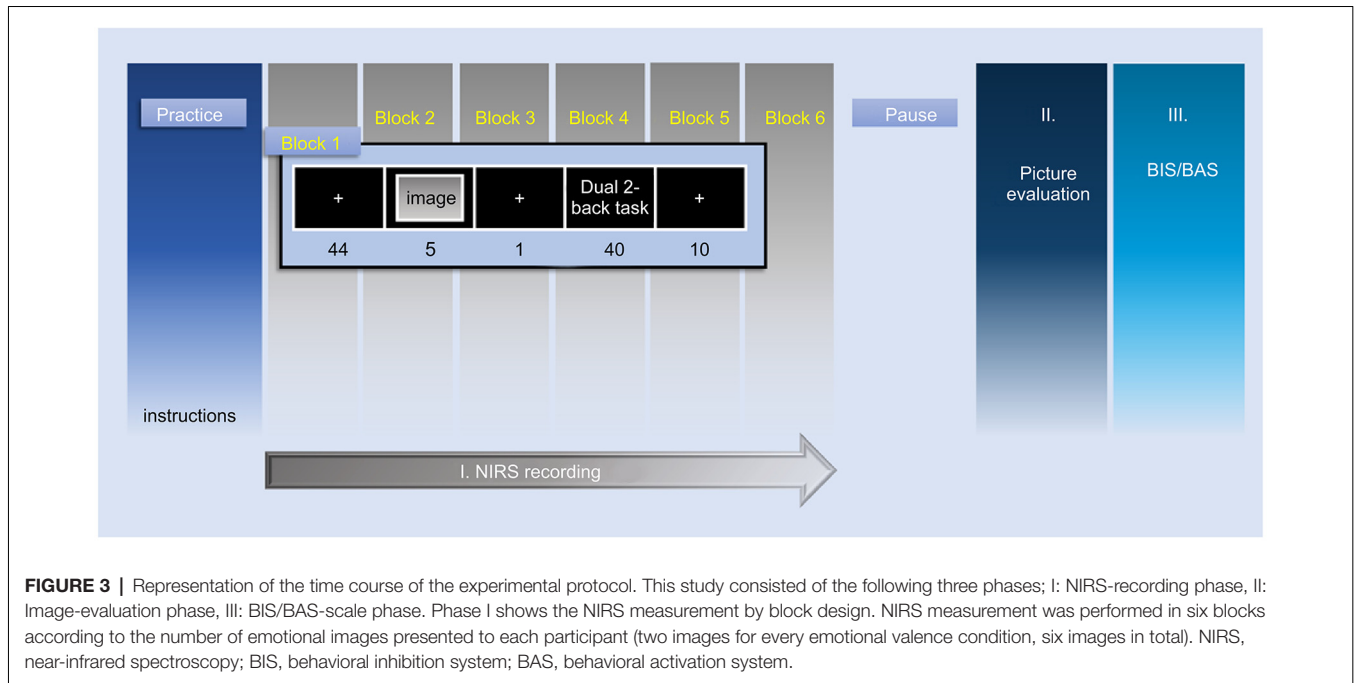 Practice
Block 1
Block 2
Block 3
Block 4
Block 5
Block 6
Pause
II.
Picture
evaluation
III.
BIS/BAS
+
image
+
Dual 2-
back task
+
44
5
1
40
10
instructions
I. NIRS recording
FIGURE 3 | Representation of the time course of the experimental protocol. This study consisted of the following three phases; I: NIRS-recording phase, II:
Image-evaluation phase, III: BIS/BAS-scale phase. Phase I shows the NIRS measurement by block design. NIRS measurement was performed in six blocks
according to the number of emotional images presented to each participant (two images for every emotional valence condition, six images in total). NIRS,
near-infrared spectroscopy; BIS, behavioral inhibition system; BAS, behavioral activation system.